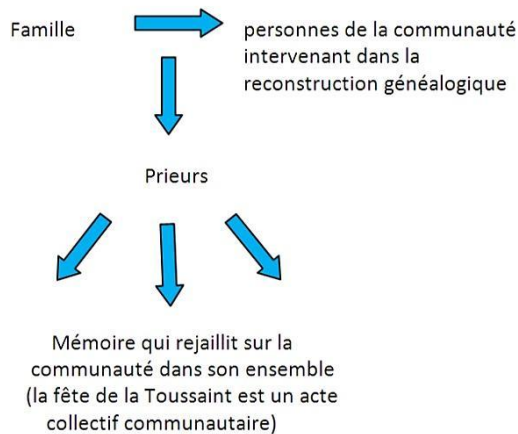 Famille
personnes de la communauté
intervenant dans la
reconstruction généalogique
Prieurs
Mémoire qui rejaillit sur la
communauté dans son ensemble
(la fête de la Toussaint est un acte
collectif communautaire)